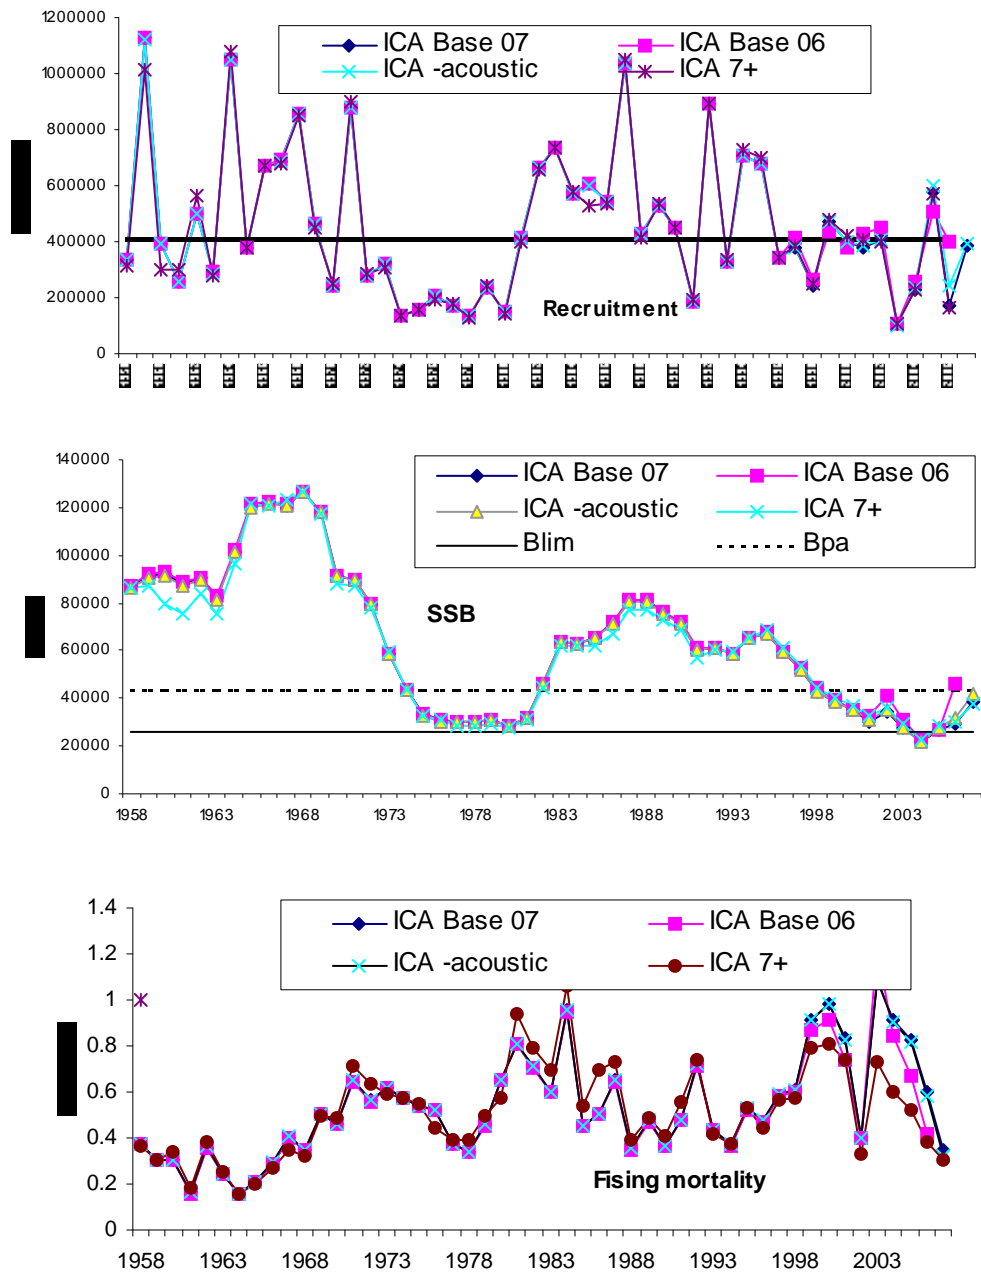 1200000
1000000
800000
600000
400000
200000
0
ICA Base 07
ICA Base 06
ICA -acoustic
ICA 7+
Recruitment
140000
120000
100000
80000
60000
40000
20000
0
ICA Base 07
ICA Base 06
ICA -acoustic
ICA 7+
Blim
Bpa
SSB
1958 1963 1968 1973 1978 1983 1988 1993 1998 2003
1.4
1.2
1
0.8
0.6
0.4
0.2
0
ICA Base 07
ICA Base 06
ICA -acoustic
ICA 7+
Fising mortality
1958 1963 1968 1973 1978 1983 1988 1993 1998 2003